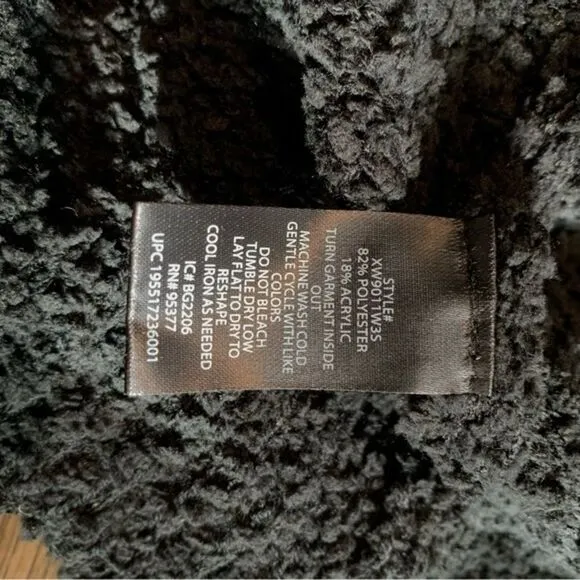 STYLE#
XW9011W3S
82% POLYESTER
18% ACRYLIC
TURN GARMENT INSIDE
OUT
MACHINE WASH COLD
GENTLE CYCLE WITH LIKE
COLORS
DO NOT BLEACH
TUMBLE DRY LOW
LAY FLAT TO DRY TO
RESHAPE
COOL IRON AS NEEDED
IC# BG2206
RN# 95377
UPC 195517236001